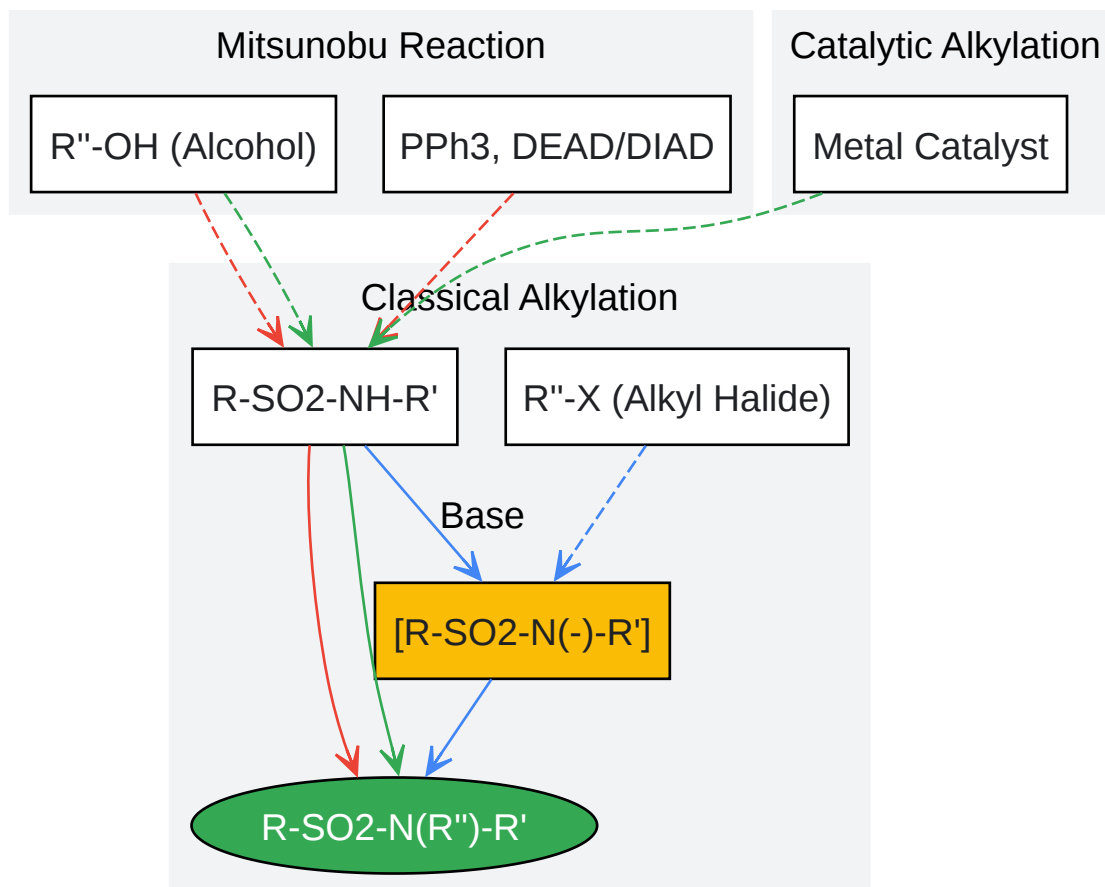 Mitsunobu Reaction
Catalytic Alkylation
R"-OH (Alcohol)
PPh3, DEAD/DIAD
Metal Catalyst
Classical Alkylation
R-SO2-NH-R'
R"-X (Alkyl Halide)
Base
[R-SO2-N(-)-R']
R-SO2-N(R")-R'